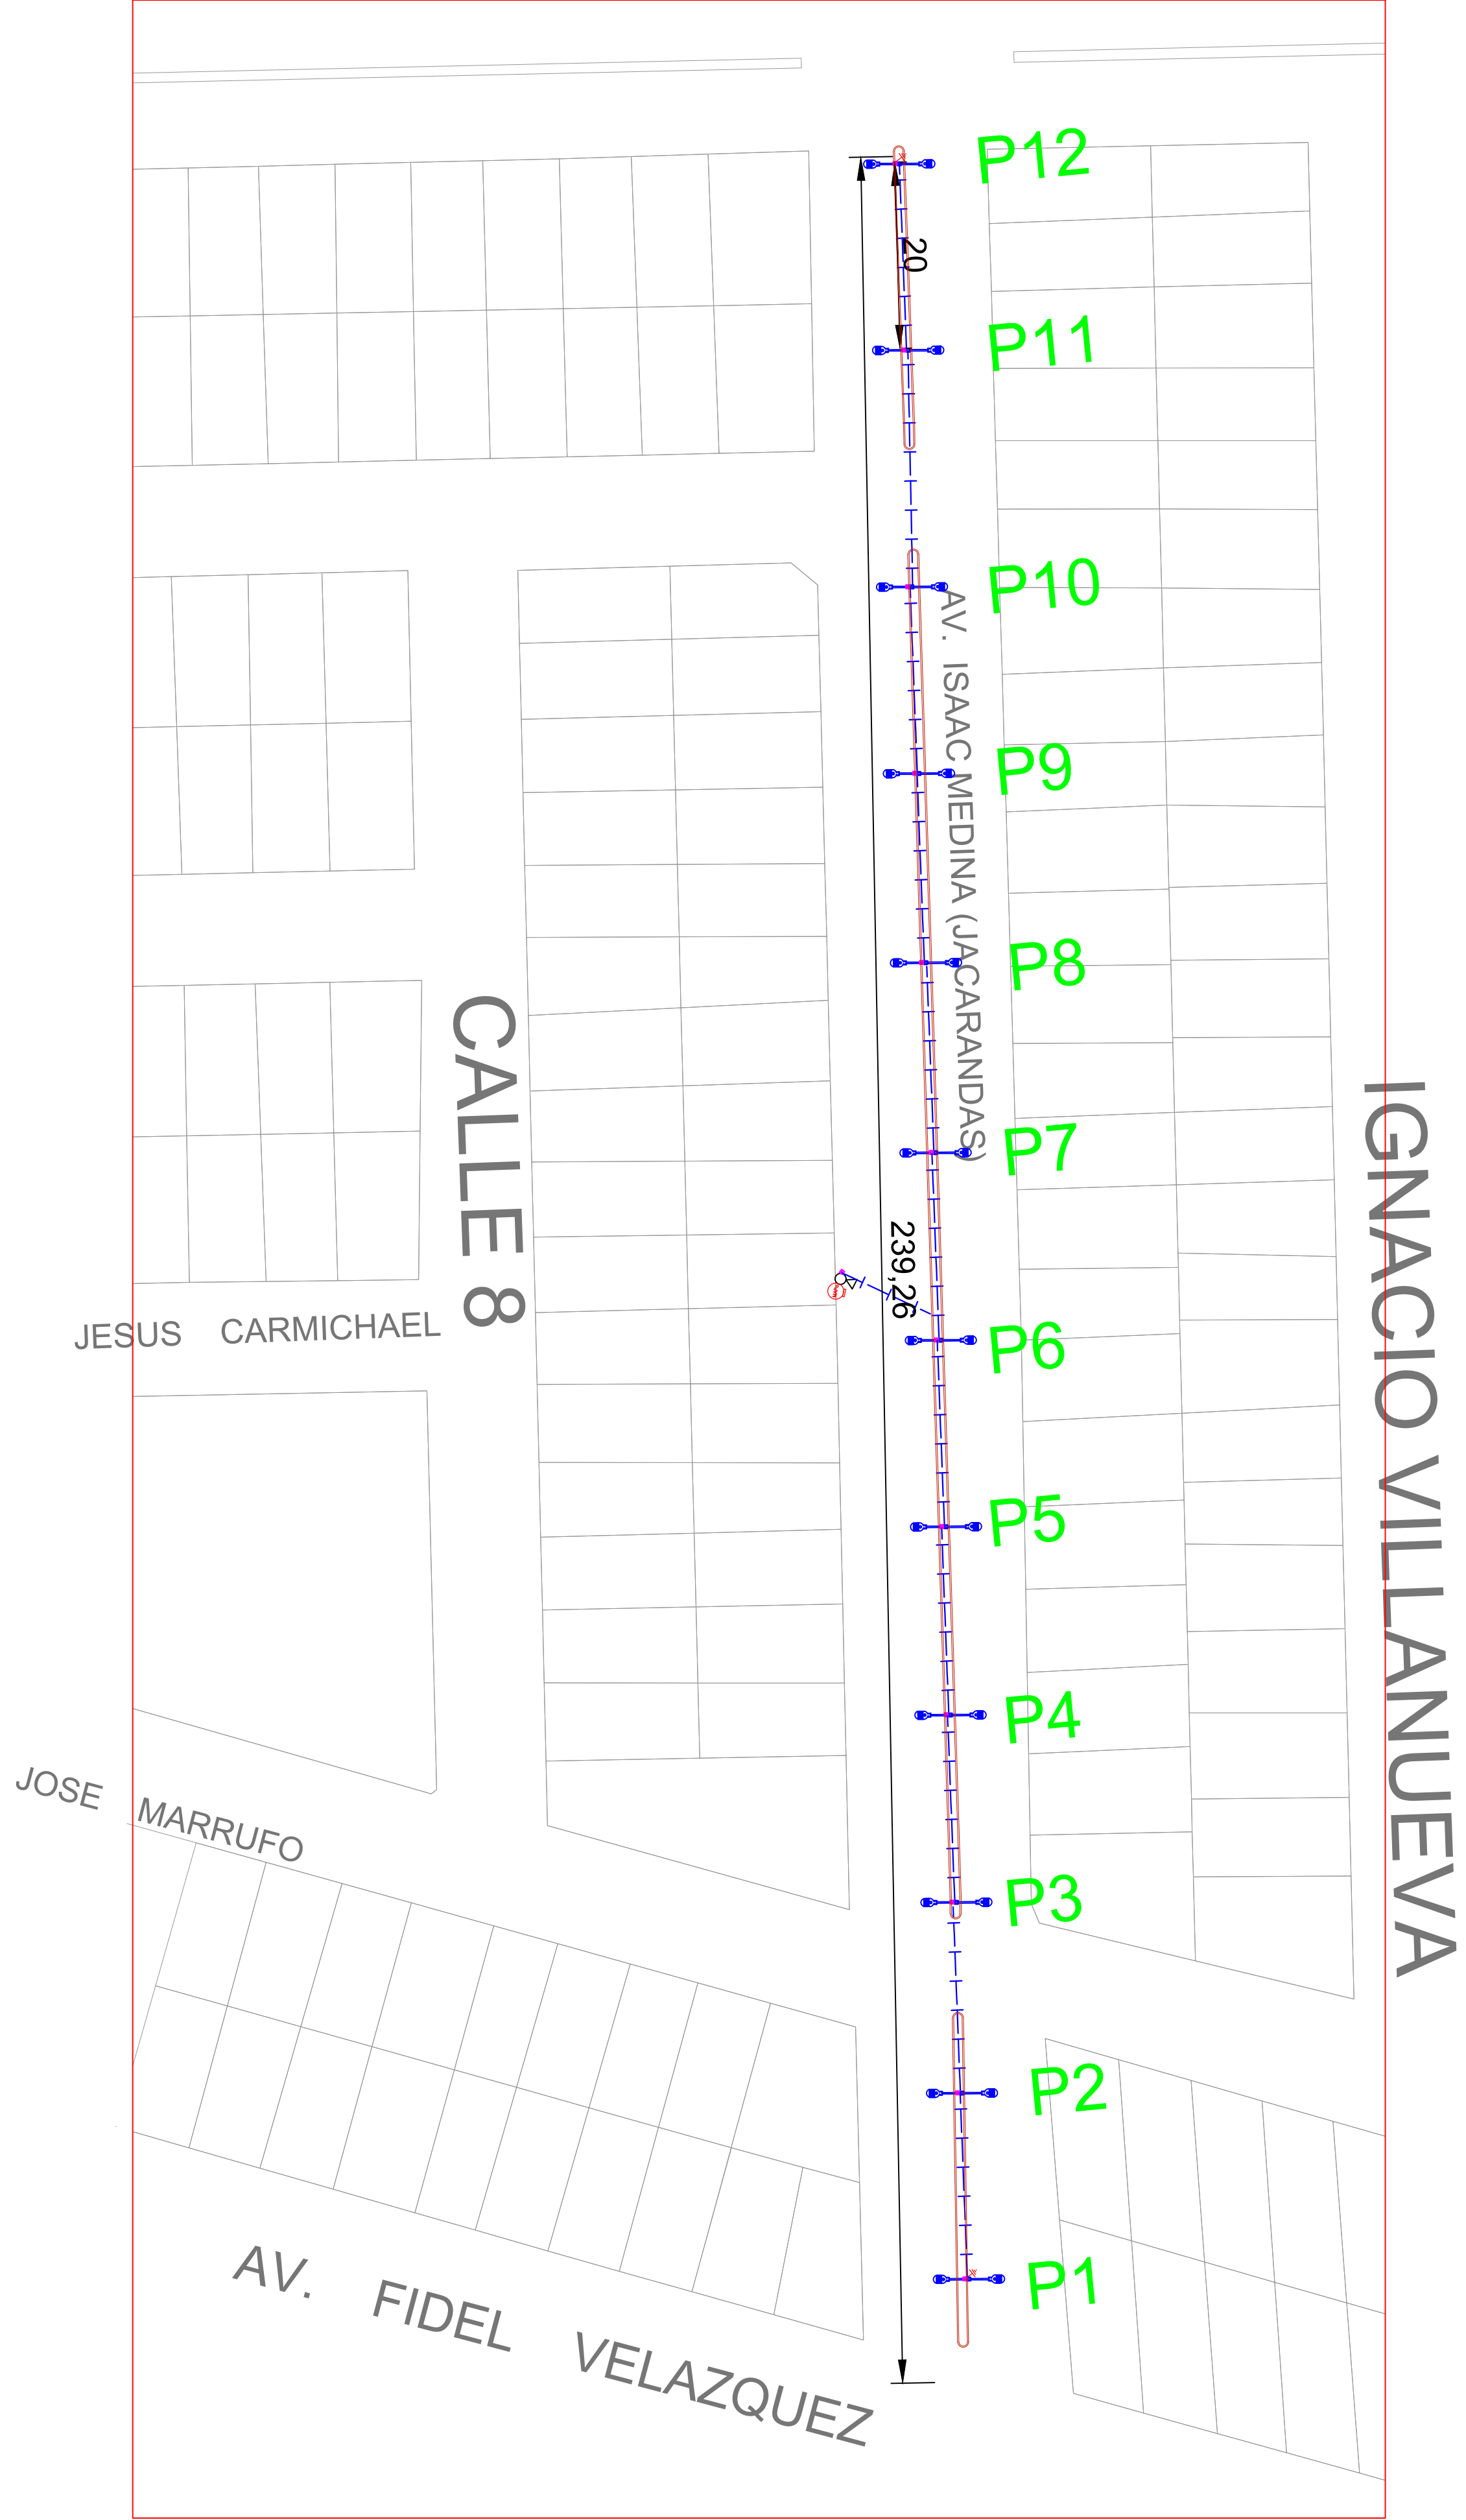 P12
20
P11
P10
AV. ISAAC MEDINA (JACARANDAS)
P9
P8
CALLE 8
IGNACIO VILLANUEVA
P7
239,26
JESUS CARMICHAEL
P6
P5
P4
JOSE MARRUFO
P3
P2
P1
AV. FIDEL VELAZQUEZ